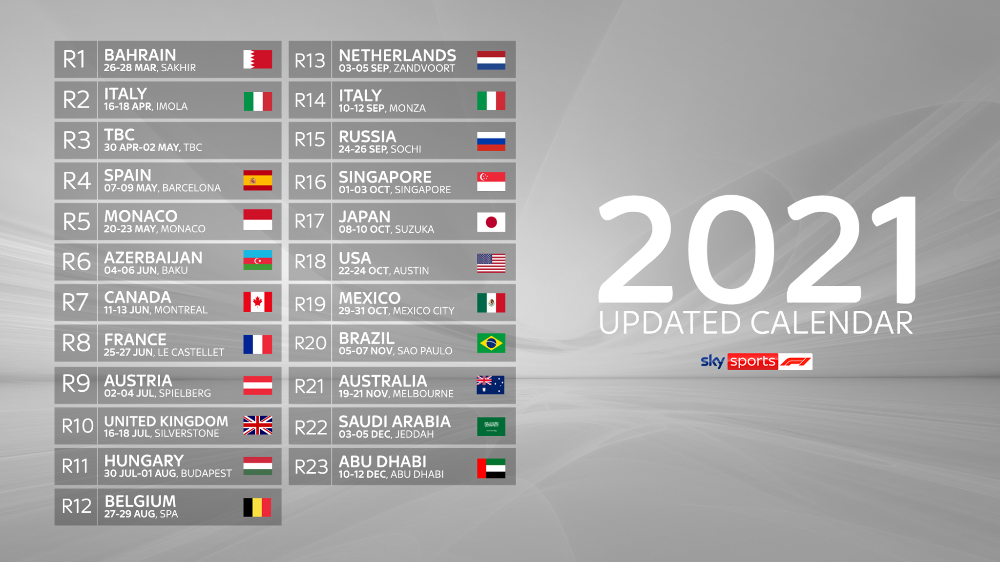 R1
BAHRAIN
26-28 MAR, SAKHIR
R2
ITALY
16-18 APR, IMOLA
R3
TBC
30 APR-02 MAY, TBC
R4
SPAIN
07-09 MAY, BARCELONA
R5
MONACO
20-23 MAY, MONACO
R6
AZERBAIJAN
04-06 JUN, BAKU
R7
CANADA
11-13 JUN, MONTREAL
R8
FRANCE
25-27 JUN, LE CASTELLET
R9
AUSTRIA
02-04 JUL, SPIELBERG
R10
UNITED KINGDOM
16-18 JUL, SILVERSTONE
R11
HUNGARY
30 JUL-01 AUG, BUDAPEST
R12
BELGIUM
27-29 AUG, SPA
R13
NETHERLANDS
03-05 SEP, ZANDVOORT
R14
ITALY
10-12 SEP, MONZA
R15
RUSSIA
24-26 SEP, SOCHI
R16
SINGAPORE
01-03 OCT, SINGAPORE
R17
JAPAN
08-10 OCT, SUZUKA
R18
USA
22-24 OCT, AUSTIN
R19
MEXICO
29-31 OCT, MEXICO CITY
R20
BRAZIL
05-07 NOV, SAO PAULO
R21
AUSTRALIA
19-21 NOV, MELBOURNE
R22
SAUDI ARABIA
03-05 DEC, JEDDAH
R23
ABU DHABI
10-12 DEC, ABU DHABI
2021
UPDATED CALENDAR
sky sports F1